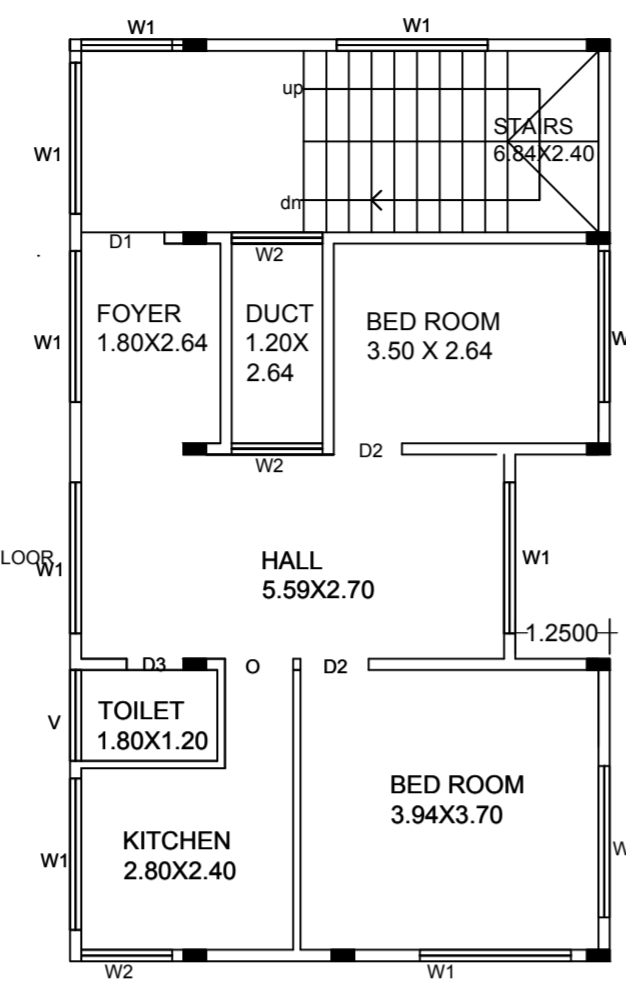 W1
W1
up
STAIRS
6.84X2.40
W1
dn
D1
W2
FOYER
1.80X2.64
DUCT
1.20X
2.64
BED ROOM
3.50 X 2.64
W1
W
D2
W2
HALL
5.59X2.70
LOOR
W1
W1
1.2500
D3
O
D2
TOILET
1.80X1.20
V
BED ROOM
3.94X3.70
KITCHEN
2.80X2.40
W1
W
W2
W1